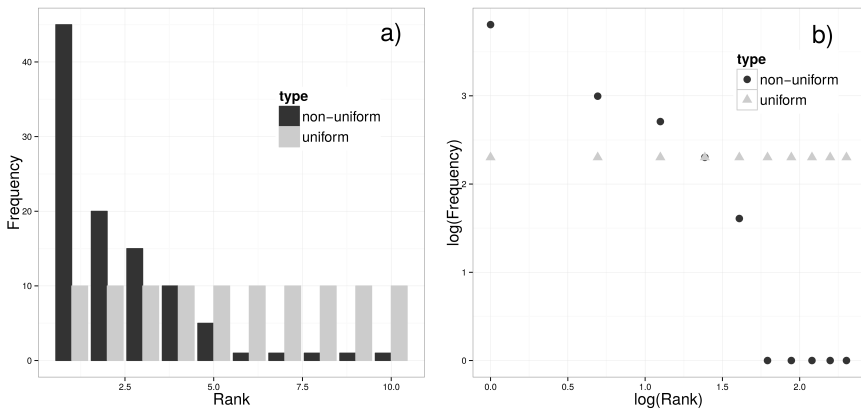 a)
type
non-uniform
uniform
Frequency
40
30
20
10
0
2.5 5.0 7.5 10.0
Rank
b)
type
non-uniform
uniform
log(Frequency)
3
2
1
0
0.0 0.5 1.0 1.5 2.0
log(Rank)